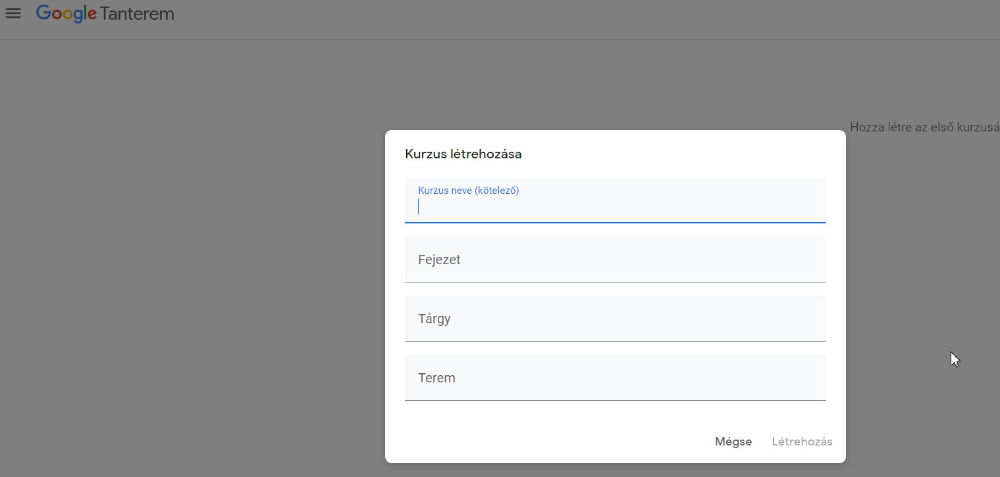 Google Tanterem
Hozza létre az első kurzusá
Kurzus létrehozása
Kurzus neve (kötelező)
Fejezet
Tárgy
Terem
Mégse Létrehozás